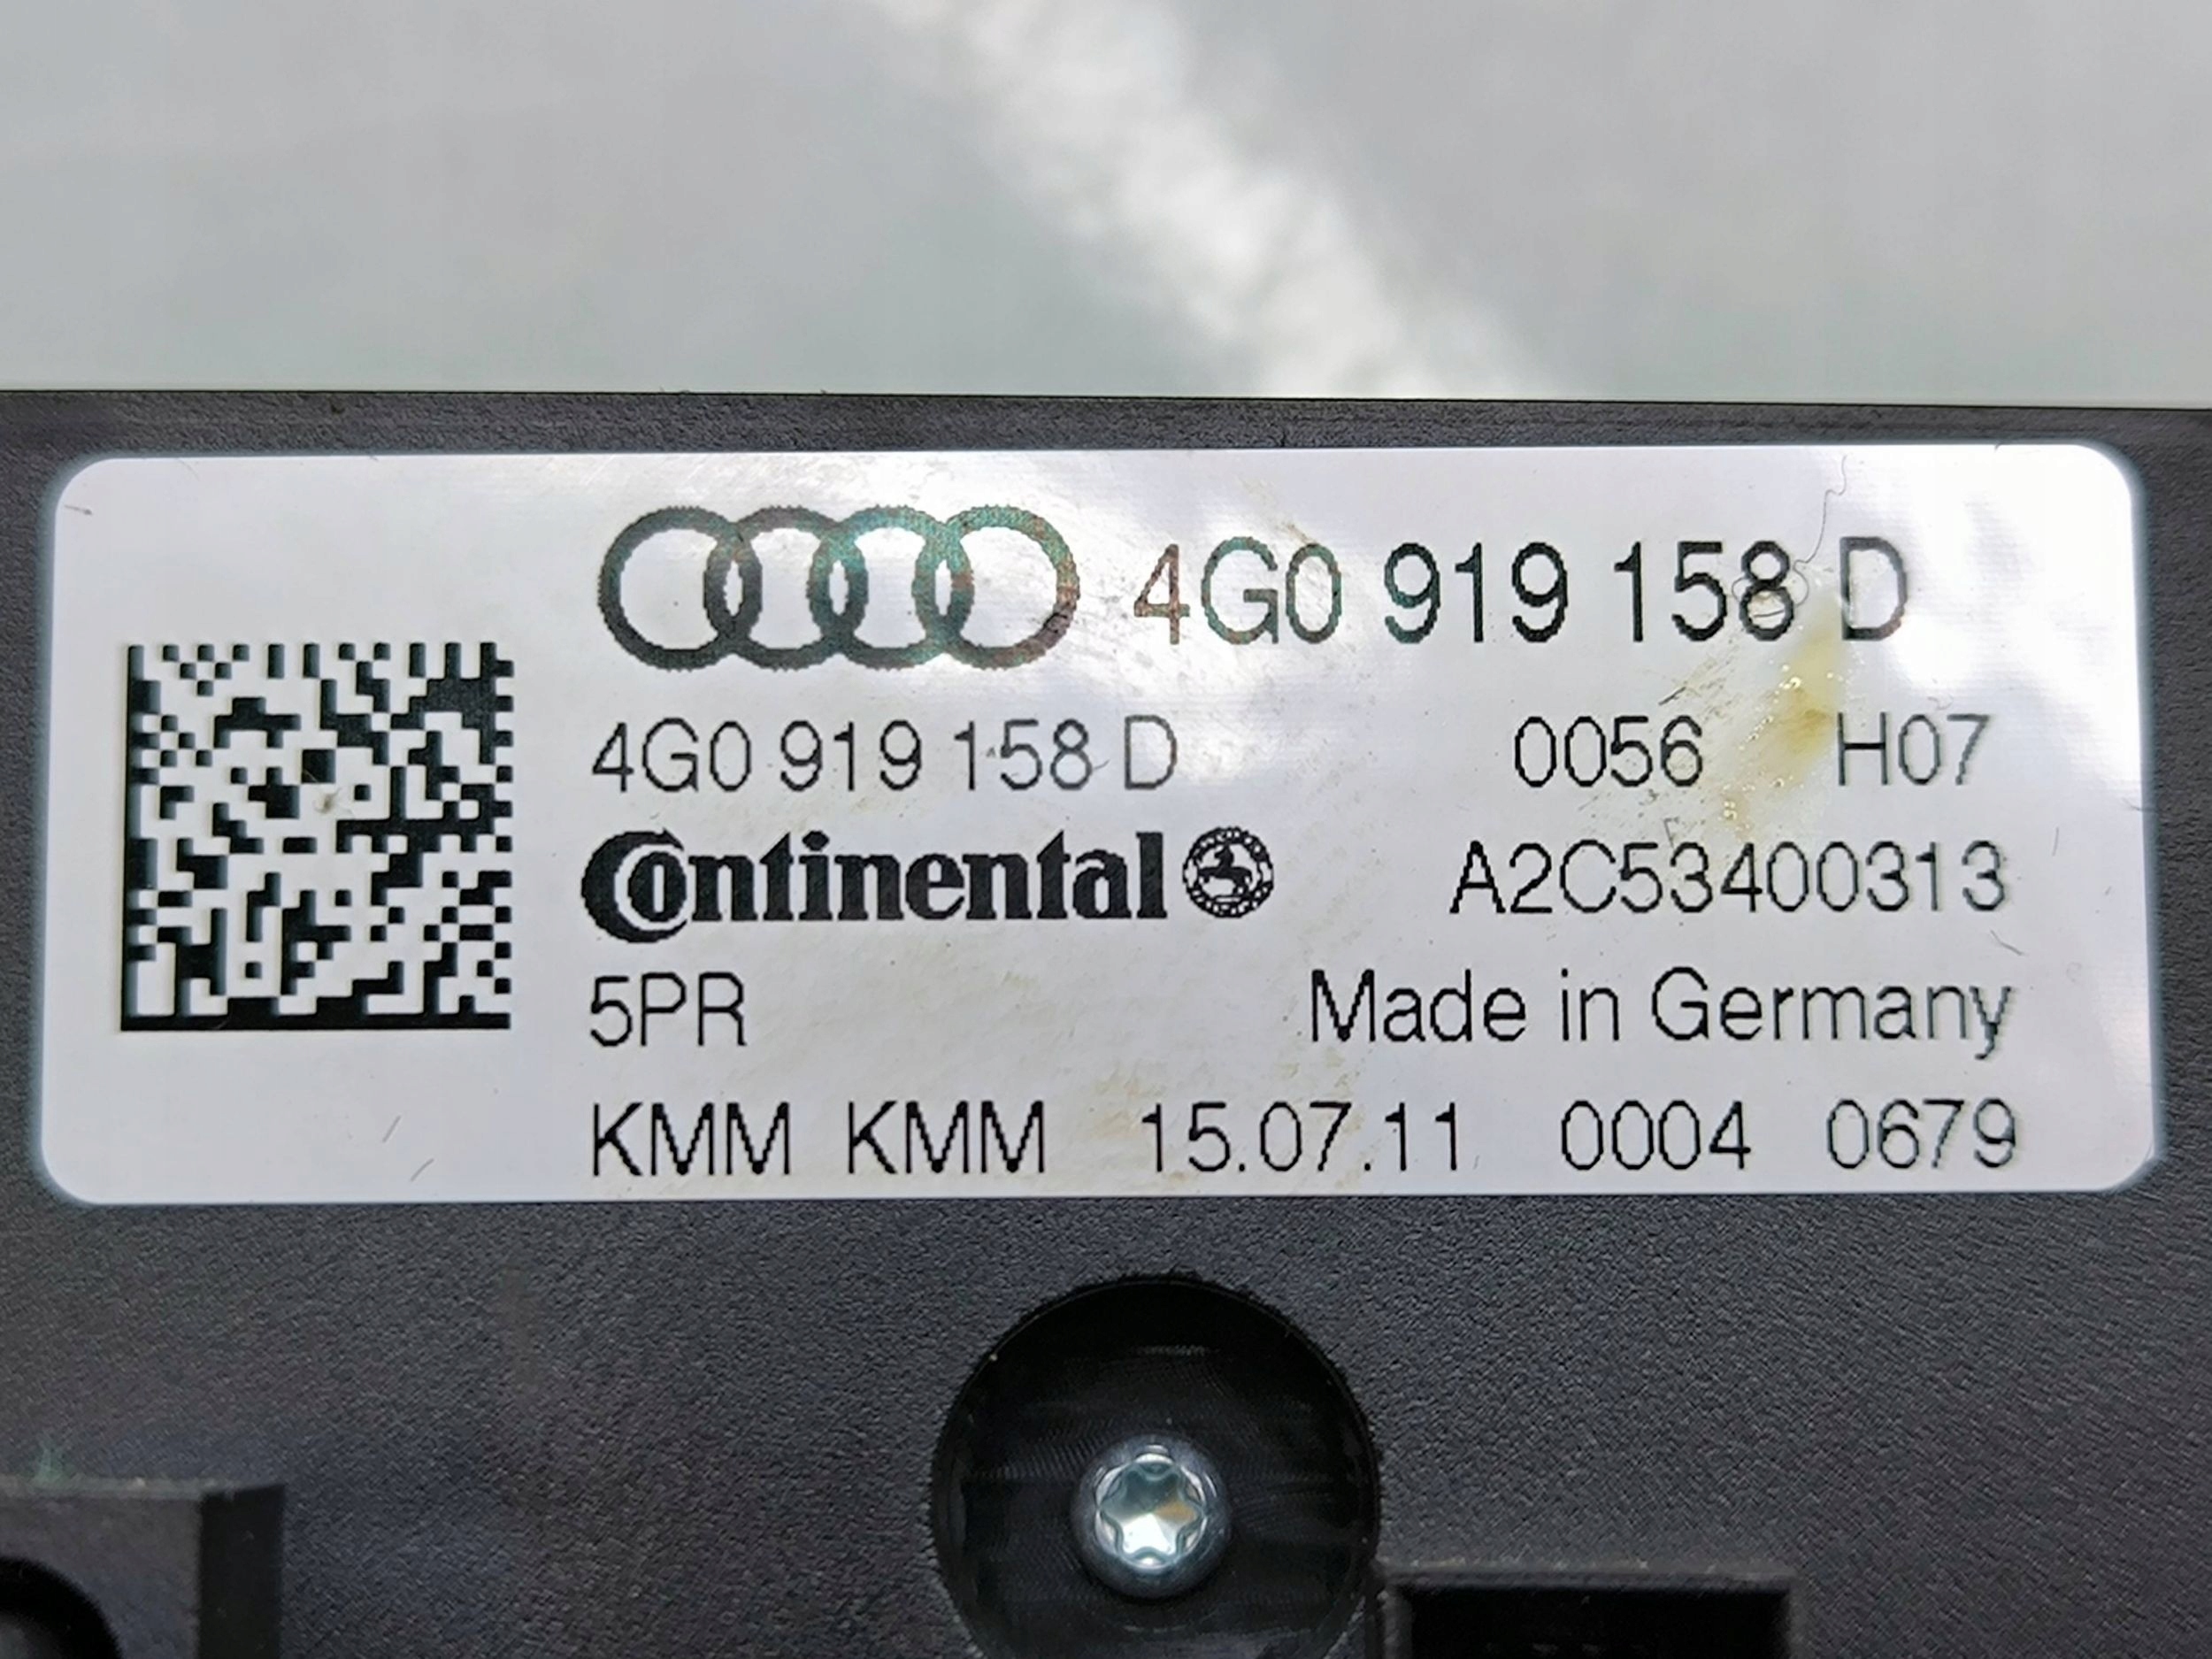 4G0 919 158 D
4G0 919 158 D 0056 H07
Continental A2C53400313
5PR Made in Germany
KMM KMM 15.07.11 0004 0679